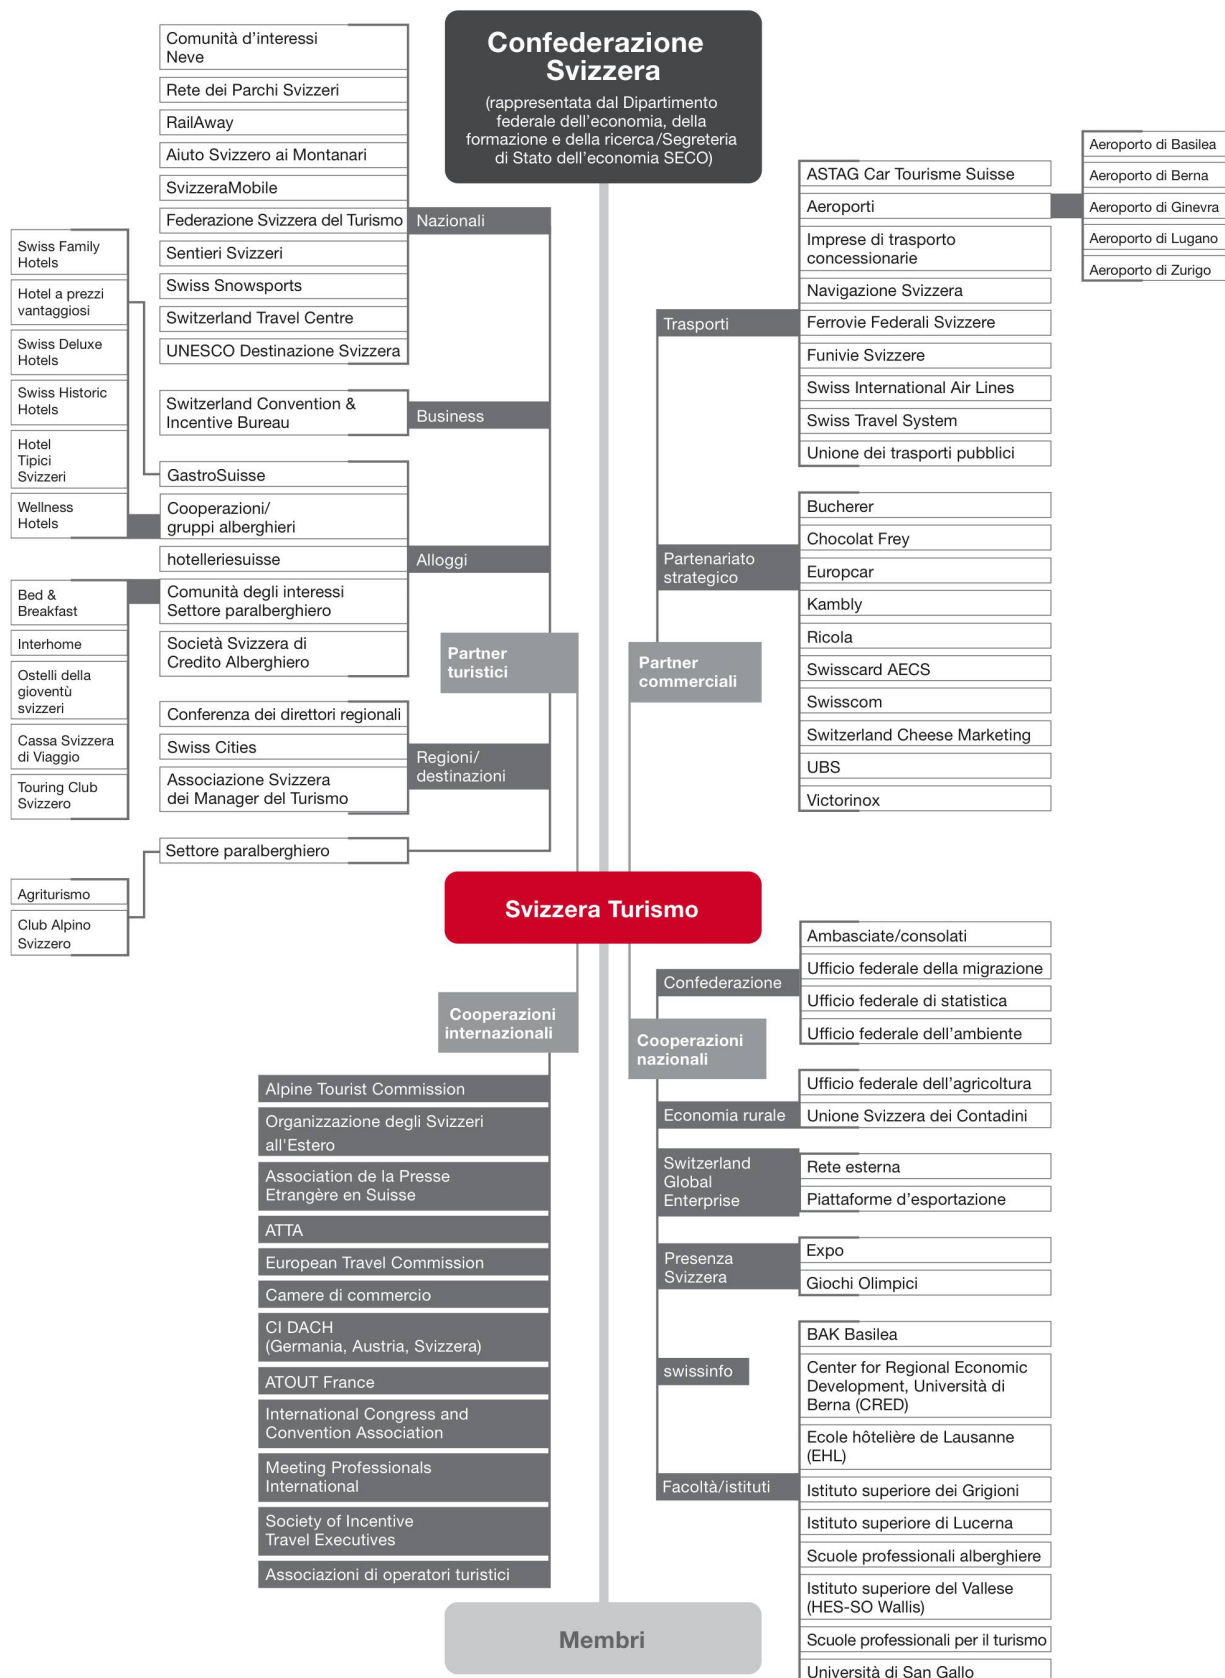 Confederazione
Svizzera
(rappresentata dal Dipartimento
federale dell'economia, della
formazione e della ricerca/Segreteria
di Stato dell'economia SECO)
Comunità d'interessi
Neve
Rete dei Parchi Svizzeri
RailAway
Aiuto Svizzero ai Montanari
SvizzeraMobile
Federazione Svizzera del Turismo
Sentieri Svizzeri
Swiss Snowsports
Switzerland Travel Centre
UNESCO Destinazione Svizzera
Nazionali
Switzerland Convention &
Incentive Bureau
Business
Swiss Family
Hotels
Hotel a prezzi
vantaggiosi
Swiss Deluxe
Hotels
Swiss Historic
Hotels
Hotel
Tipici
Svizzeri
Wellness
Hotels
GastroSuisse
Cooperazioni/
gruppi alberghieri
hotelleriesuisse
Comunità degli interessi
Settore paralberghiero
Società Svizzera di
Credito Alberghiero
Alloggi
Bed &
Breakfast
Interhome
Ostelli della
gioventù
svizzeri
Cassa Svizzera
di Viaggio
Touring Club
Svizzero
Partner
turistici
Conferenza dei direttori regionali
Swiss Cities
Associazione Svizzera
dei Manager del Turismo
Regioni/
destinazioni
Settore paralberghiero
Agriturismo
Club Alpino
Svizzero
ASTAG Car Tourisme Suisse
Aeroporti
Imprese di trasporto
concessionarie
Navigazione Svizzera
Ferrovie Federali Svizzere
Funivie Svizzere
Swiss International Air Lines
Swiss Travel System
Unione dei trasporti pubblici
Trasporti
Aeroporto di Basilea
Aeroporto di Berna
Aeroporto di Ginevra
Aeroporto di Lugano
Aeroporto di Zurigo
Partenariato
strategico
Bucherer
Chocolat Frey
Europcar
Kambly
Ricola
Swisscard AECS
Swisscom
Switzerland Cheese Marketing
UBS
Victorinox
Partner
commerciali
Svizzera Turismo
Cooperazioni
internazionali
Alpine Tourist Commission
Organizzazione degli Svizzeri
all'Estero
Association de la Presse
Etrangère en Suisse
ATTA
European Travel Commission
Camere di commercio
CI DACH
(Germania, Austria, Svizzera)
ATOUT France
International Congress and
Convention Association
Meeting Professionals
International
Society of Incentive
Travel Executives
Associazioni di operatori turistici
Cooperazioni
nazionali
Confederazione
Ambasciate/consolati
Ufficio federale della migrazione
Ufficio federale di statistica
Ufficio federale dell'ambiente
Economia rurale
Ufficio federale dell'agricoltura
Unione Svizzera dei Contadini
Switzerland
Global
Enterprise
Rete esterna
Piattaforme d'esportazione
Presenza
Svizzera
Expo
Giochi Olimpici
swissinfo
Facoltà/istituti
BAK Basilea
Center for Regional Economic
Development, Università di
Berna (CRED)
Ecole hôtelière de Lausanne
(EHL)
Istituto superiore dei Grigioni
Istituto superiore di Lucerna
Scuole professionali alberghiere
Istituto superiore del Vallese
(HES-SO Wallis)
Scuole professionali per il turismo
Università di San Gallo
Membri